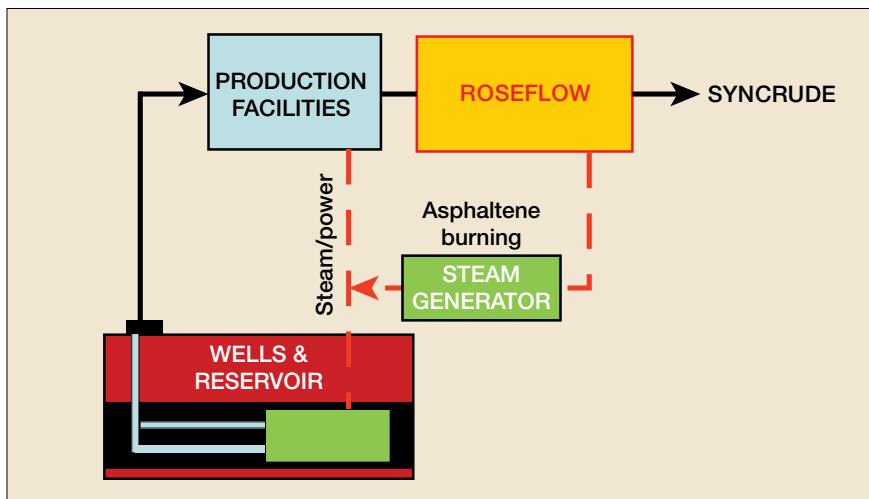 PRODUCTION
FACILITIES
ROSEFLOW
SYNCRUDE
Steam/power
Asphaltene
burning
STEAM
GENERATOR
WELLS &
RESERVOIR